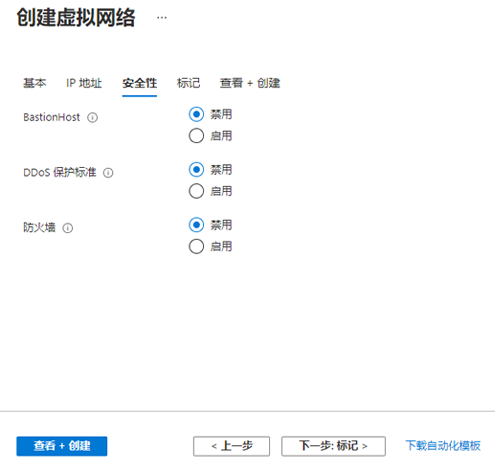 创建虚拟网络 ...
基本 IP 地址 安全性 标记 查看 + 创建
BastionHost 禁用
启用
DDoS 保护标准 禁用
启用
防火墙 禁用
启用
查看 + 创建 < 上一步 下一步: 标记 > 下载自动化模板